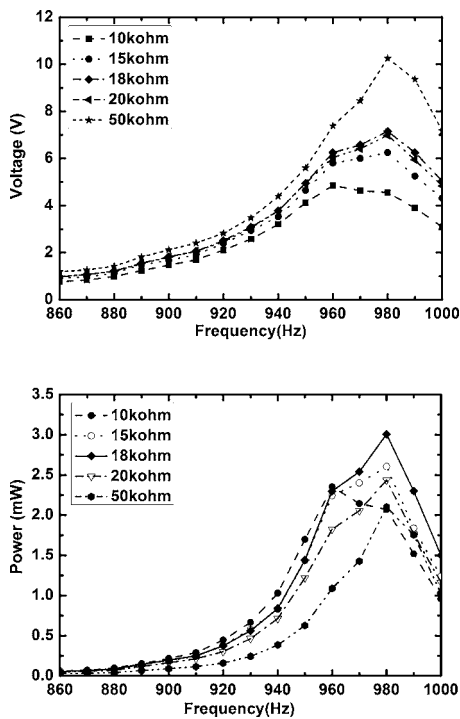 12
10
8
6
4
2
0
Voltage (V)
10kohm
15kohm
18kohm
20kohm
50kohm
860 880 900 920 940 960 980 1000
Frequency(Hz)
3.5
3.0
2.5
2.0
1.5
1.0
0.5
0.0
Power (mW)
10kohm
15kohm
18kohm
20kohm
50kohm
860 880 900 920 940 960 980 1000
Frequency(Hz)